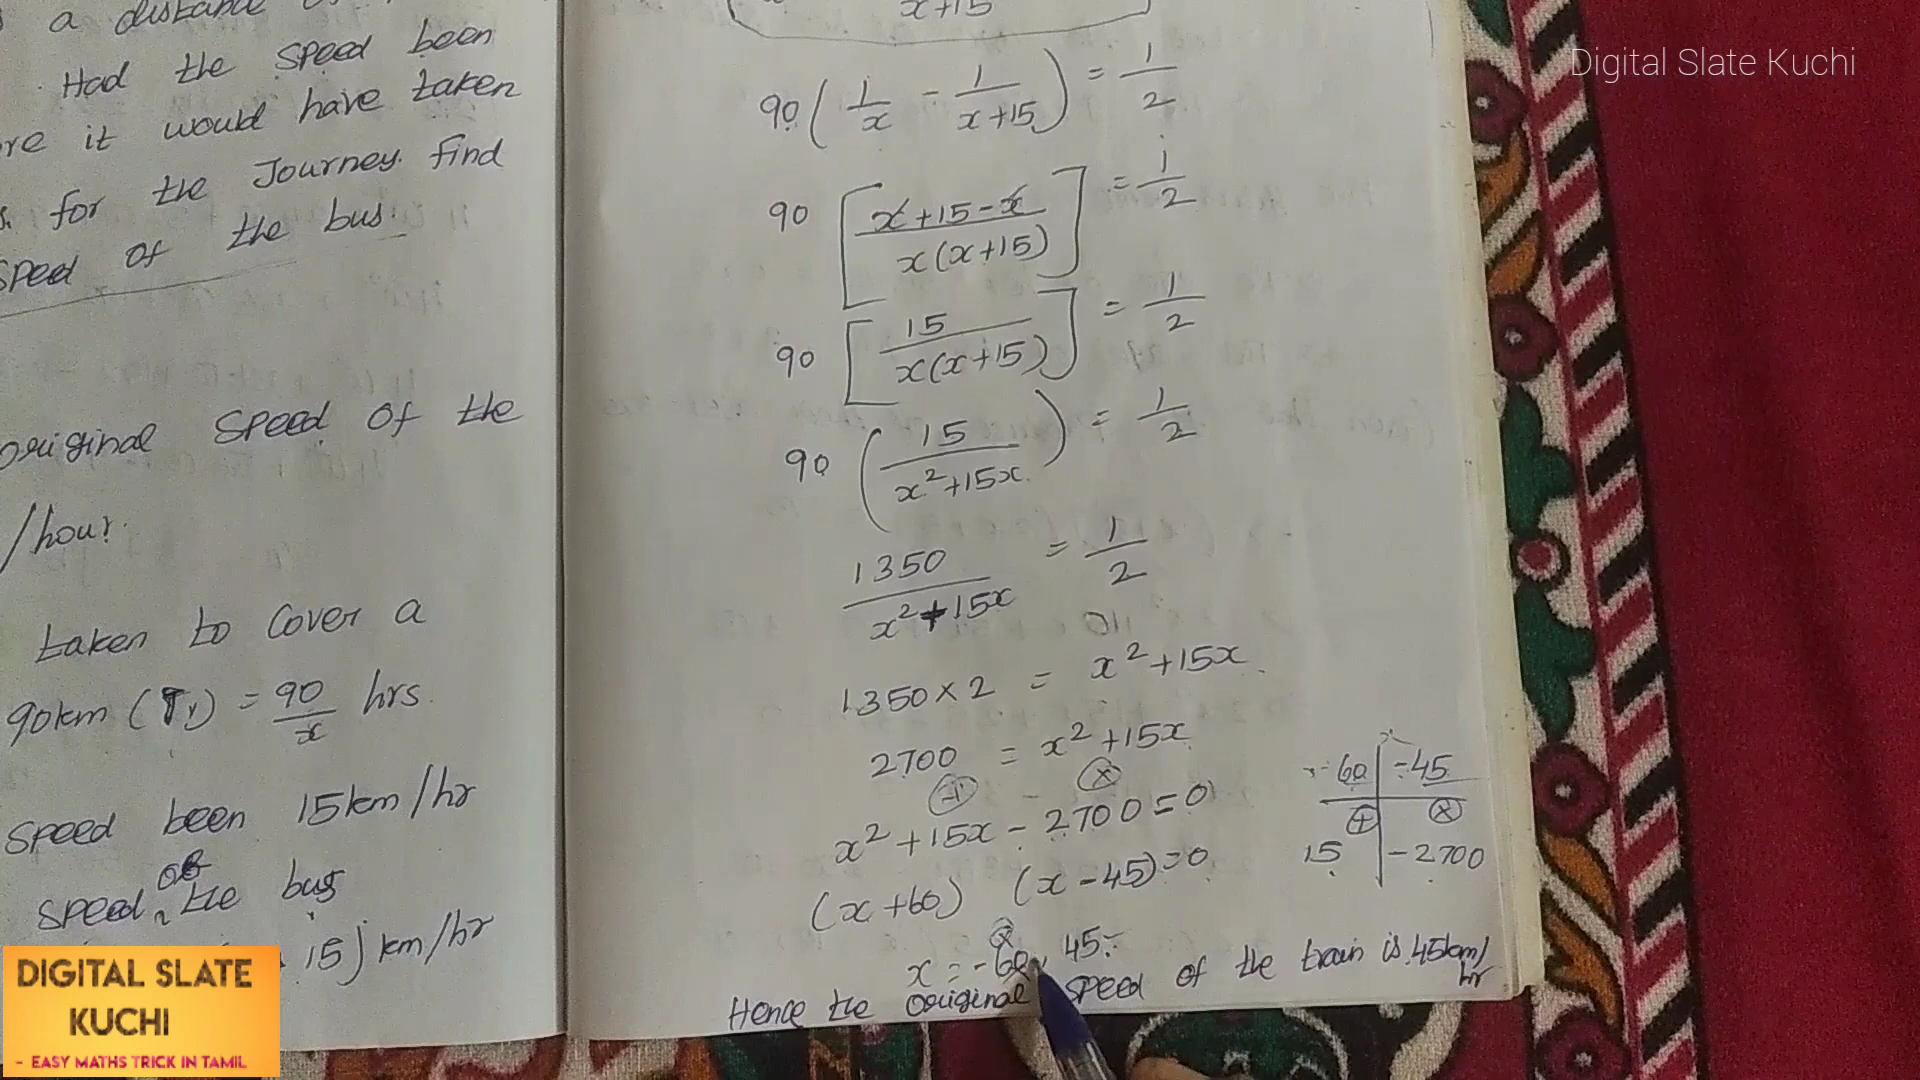 a distance
Had the speed been
it would have taken
for the Journey. Find
speed of the bus.
original speed of the
/hour.
taken to cover a
90km (T1) = 90/x hrs.
speed been 15km/hr
speed of the bus
15) km/hr
x+15
90 ( 1/x - 1/x+15 ) = 1/2
90 [ x+15-x / x(x+15) ] = 1/2
90 [ 15 / x(x+15) ] = 1/2
90 ( 15 / x²+15x ) = 1/2
1350 / x²+15x = 1/2
1350 × 2 = x²+15x
2700 = x²+15x
x²+15x - 2700 = 0
(x+60) (x-45)=0
x = -60, 45
Hence the original speed of the train is 45km/
hr
-60 -45
15 -2700
Digital Slate Kuchi
DIGITAL SLATE
KUCHI
- EASY MATHS TRICK IN TAMIL